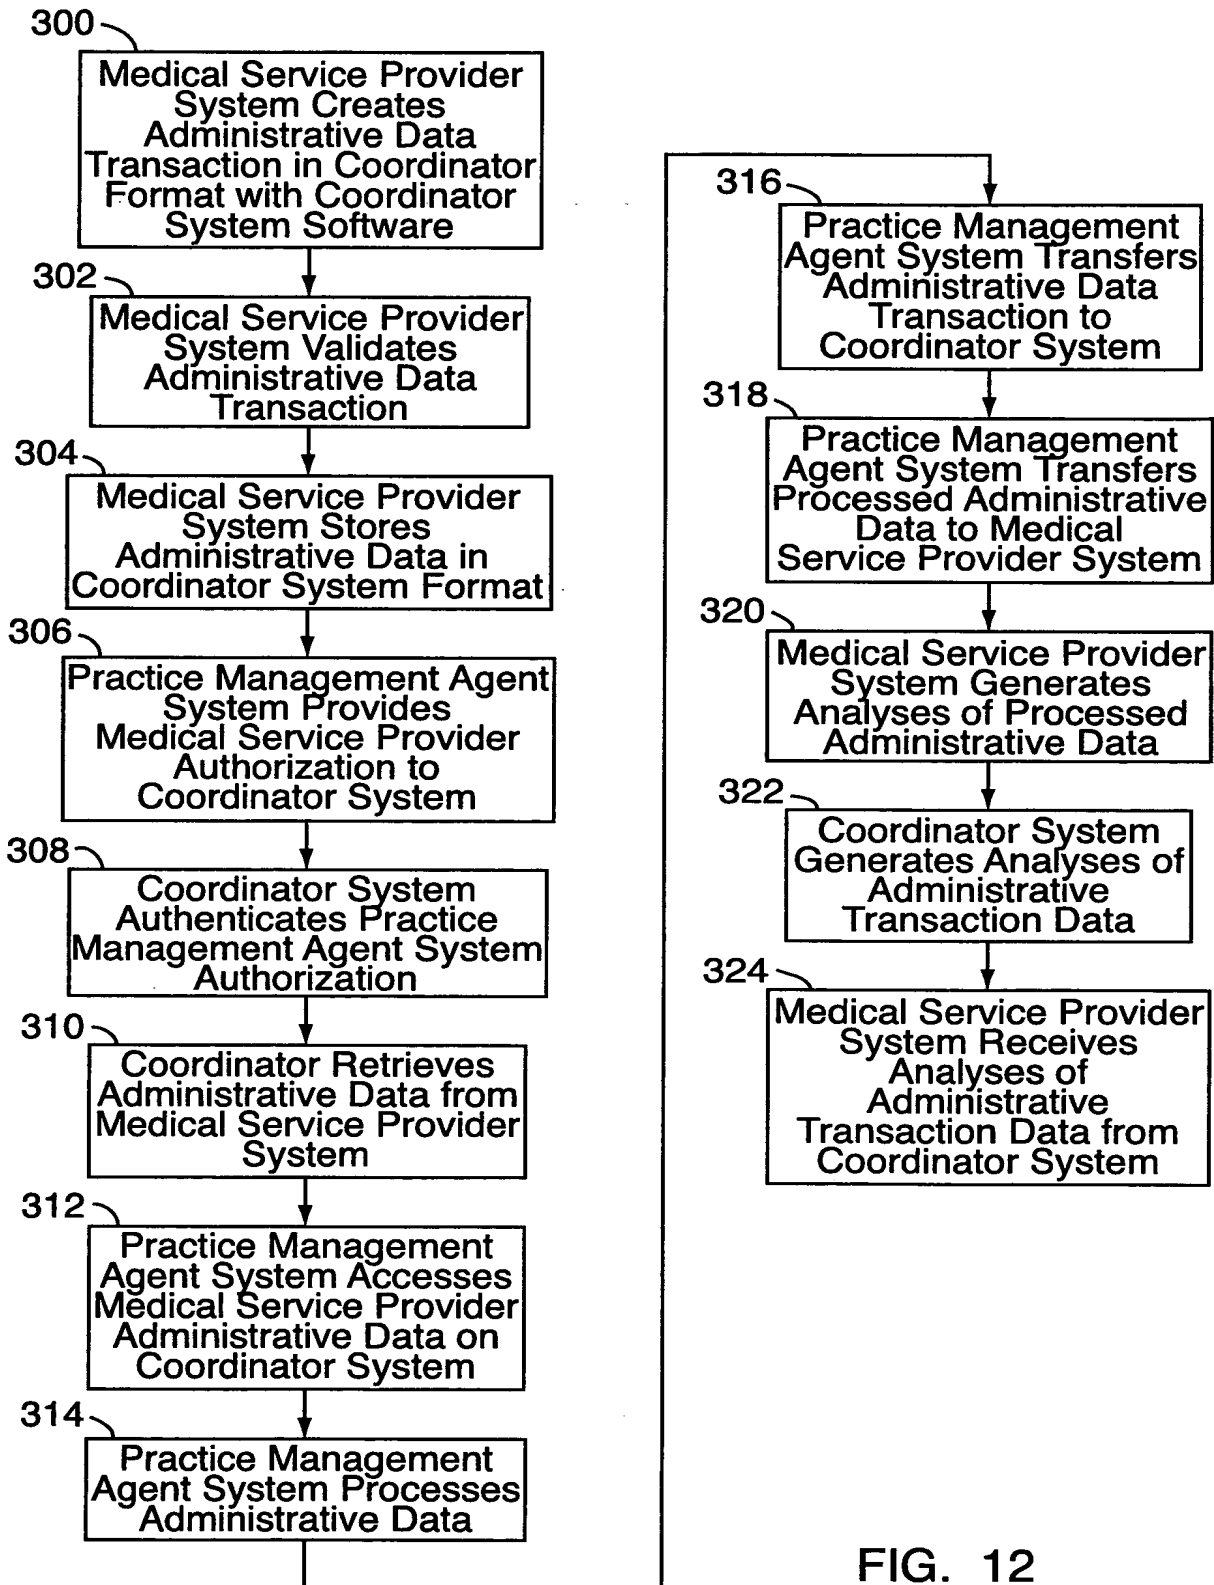 300
Medical Service Provider
System Creates
Administrative Data
Transaction in Coordinator
Format with Coordinator
System Software
302
Medical Service Provider
System Validates
Administrative Data
Transaction
304
Medical Service Provider
System Stores
Administrative Data in
Coordinator System Format
306
Practice Management Agent
System Provides
Medical Service Provider
Authorization to
Coordinator System
308
Coordinator System
Authenticates Practice
Management Agent System
Authorization
310
Coordinator Retrieves
Administrative Data from
Medical Service Provider
System
312
Practice Management
Agent System Accesses
Medical Service Provider
Administrative Data on
Coordinator System
314
Practice Management
Agent System Processes
Administrative Data
316
Practice Management
Agent System Transfers
Administrative Data
Transaction to
Coordinator System
318
Practice Management
Agent System Transfers
Processed Administrative
Data to Medical
Service Provider System
320
Medical Service Provider
System Generates
Analyses of Processed
Administrative Data
322
Coordinator System
Generates Analyses of
Administrative
Transaction Data
324
Medical Service Provider
System Receives
Analyses of
Administrative
Transaction Data from
Coordinator System
FIG. 12